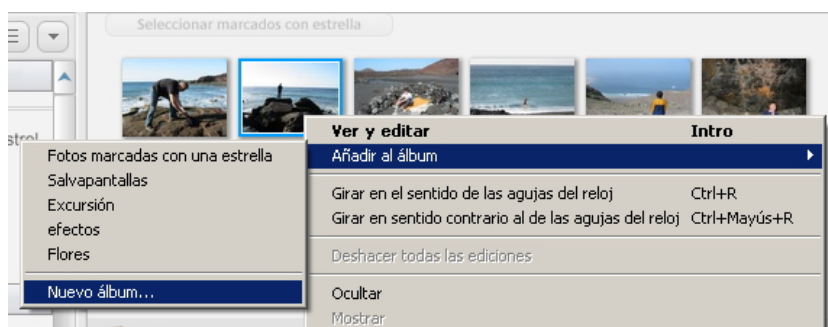 Seleccionar marcados con estrella
Ver y editar Intro
Añadir al álbum
Girar en el sentido de las agujas del reloj Ctrl+R
Girar en sentido contrario al de las agujas del reloj Ctrl+Mayús+R
Deshacer todas las ediciones
Ocultar
Mostrar
Fotos marcadas con una estrella
Salvapantallas
Excursión
efectos
Flores
Nuevo álbum...